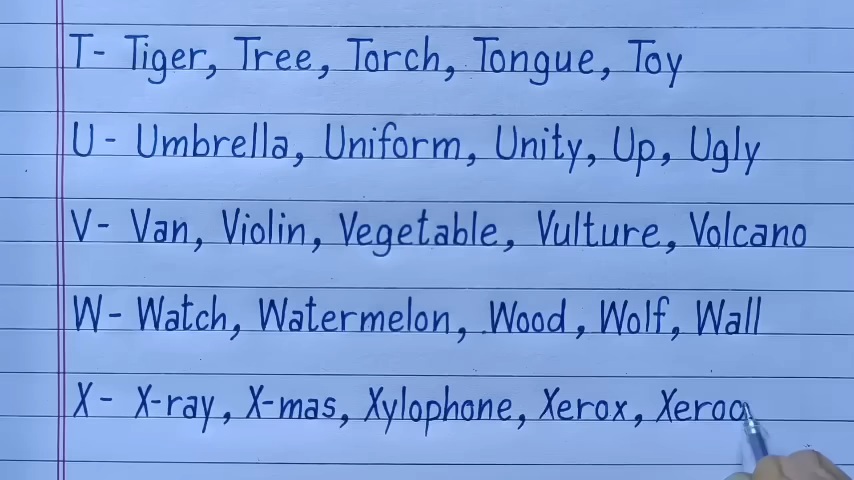 T- Tiger, Tree, Torch, Tongue, Toy
U - Umbrella, Uniform, Unity, Up, Ugly
V- Van, Violin, Vegetable, Vulture, Volcano
W- Watch, Watermelon, Wood, Wolf, Wall
X- X-ray, X-mas, Xylophone, Xerox,